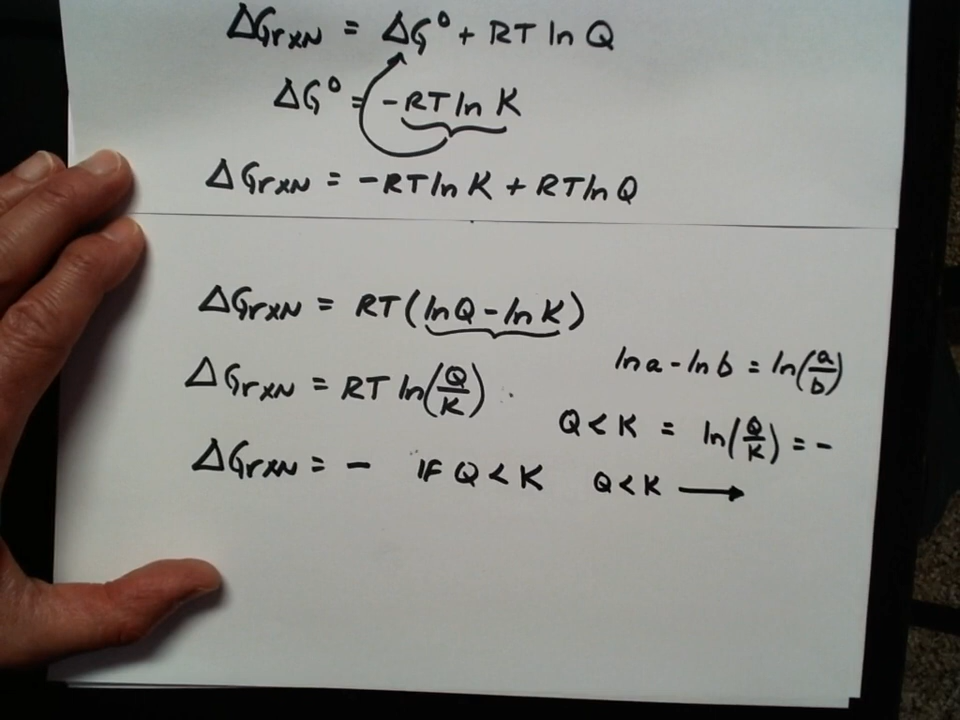 ΔGrxn = ΔG° + RT ln Q
ΔG° = -RT ln K
ΔGrxn = -RT ln K + RT ln Q
ΔGrxn = RT (ln Q - ln K)
ln a - ln b = ln(a/b)
ΔGrxn = RT ln(Q/K)
Q < K = ln(Q/K) = -
ΔGrxn = - IF Q < K Q < K ⟶